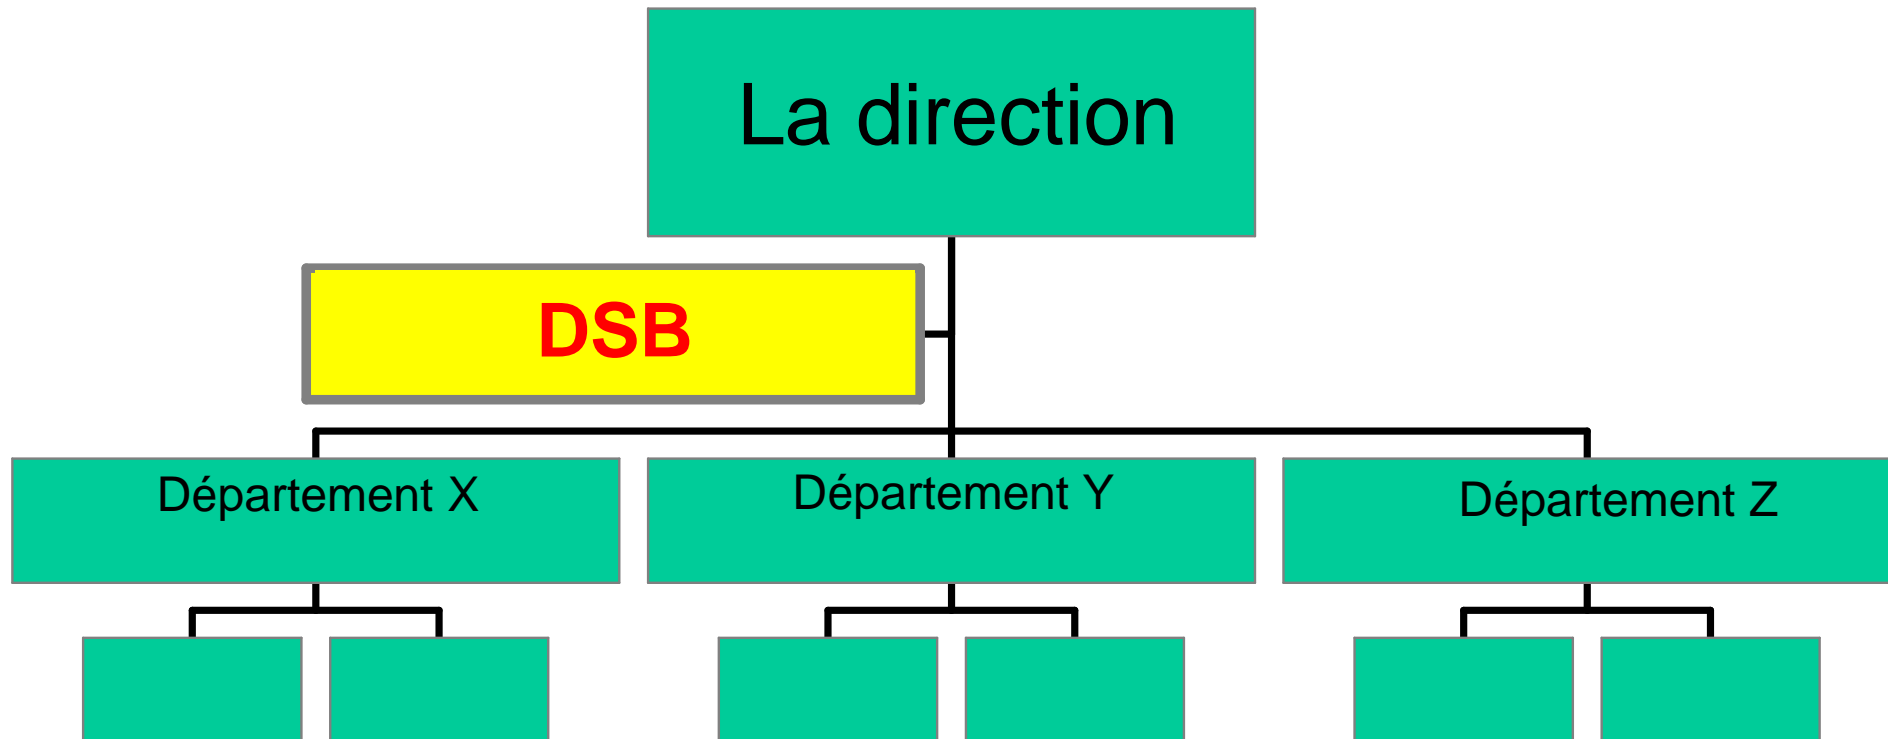 La direction
DSB
Département X
Département Y
Département Z